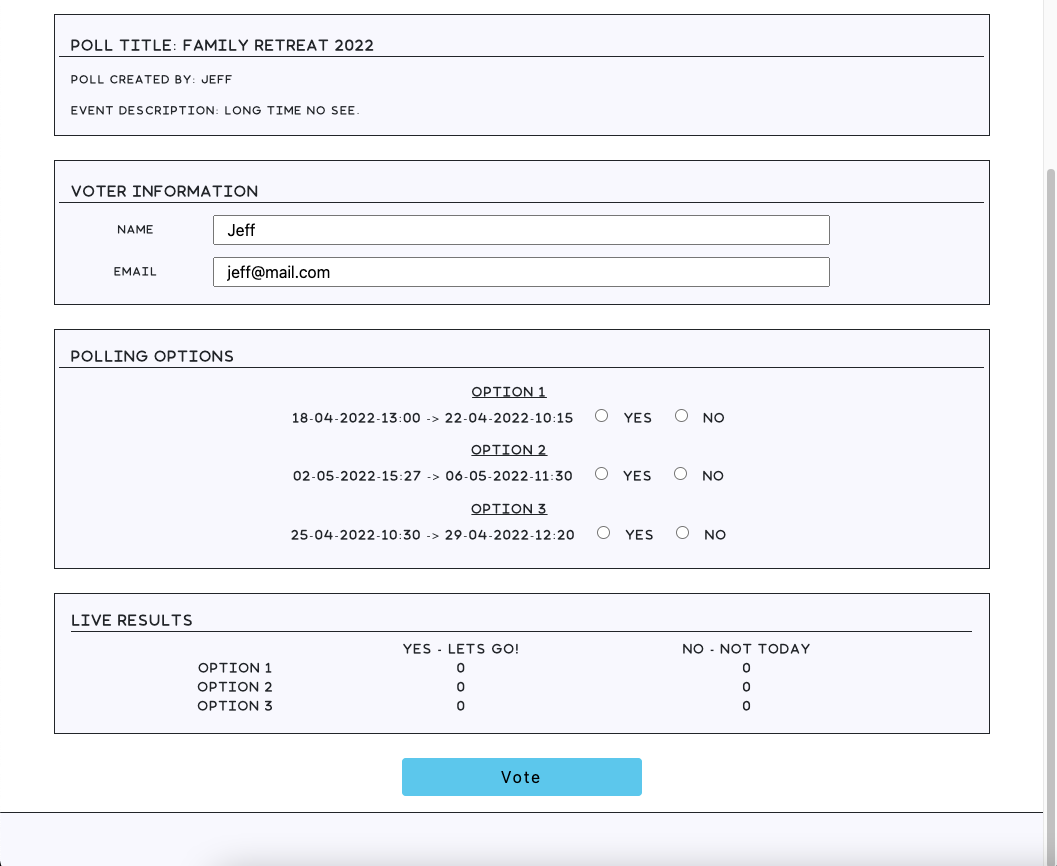 POLL TITLE: FAMILY RETREAT 2022
POLL CREATED BY: JEFF
EVENT DESCRIPTION: LONG TIME NO SEE.
VOTER INFORMATION
NAME Jeff
EMAIL jeff@mail.com
POLLING OPTIONS
OPTION 1
18-04-2022-13:00 -> 22-04-2022-10:15 YES NO
OPTION 2
02-05-2022-15:27 -> 06-05-2022-11:30 YES NO
OPTION 3
25-04-2022-10:30 -> 29-04-2022-12:20 YES NO
LIVE RESULTS
YES - LETS GO! NO - NOT TODAY
OPTION 1 0 0
OPTION 2 0 0
OPTION 3 0 0
Vote